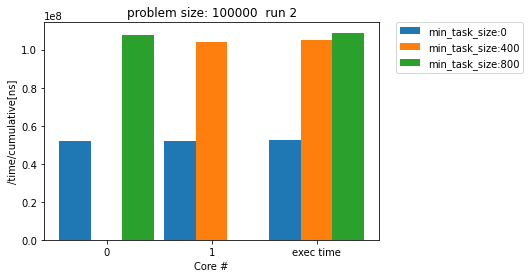 problem size: 100000 run 2
1e8
min_task_size:0
min_task_size:400
min_task_size:800
/time/cumulative[ns]
1.0
0.8
0.6
0.4
0.2
0.0
0
1
exec time
Core #